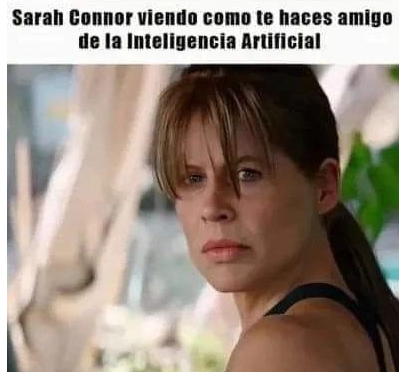 Sarah Connor viendo como te haces amigo
de la Inteligencia Artificial